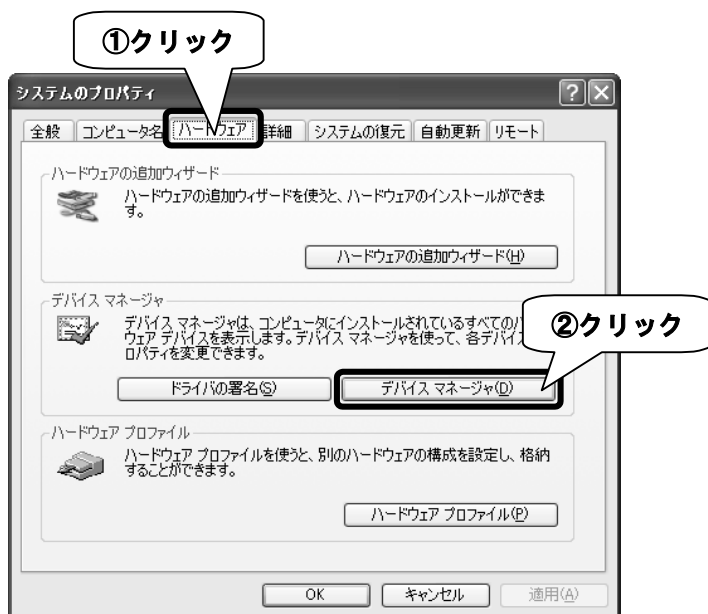 ①クリック
システムのプロパティ
全般 コンピュータ名 ハードウェア 詳細 システムの復元 自動更新 リモート
ハードウェアの追加ウィザード
ハードウェアの追加ウィザードを使うと、ハードウェアのインストールができま
す。
ハードウェアの追加ウィザード(H)
デバイス マネージャ
デバイス マネージャは、コンピュータにインストールされているすべての
②クリック
ウェア デバイスを表示します。デバイス マネージャを使って、各デバイス
ロパティを変更できます。
ドライバの署名(S) デバイス マネージャ(D)
ハードウェア プロファイル
ハードウェア プロファイルを使うと、別のハードウェアの構成を設定し、格納
することができます。
ハードウェア プロファイル(P)
OK キャンセル 適用(A)